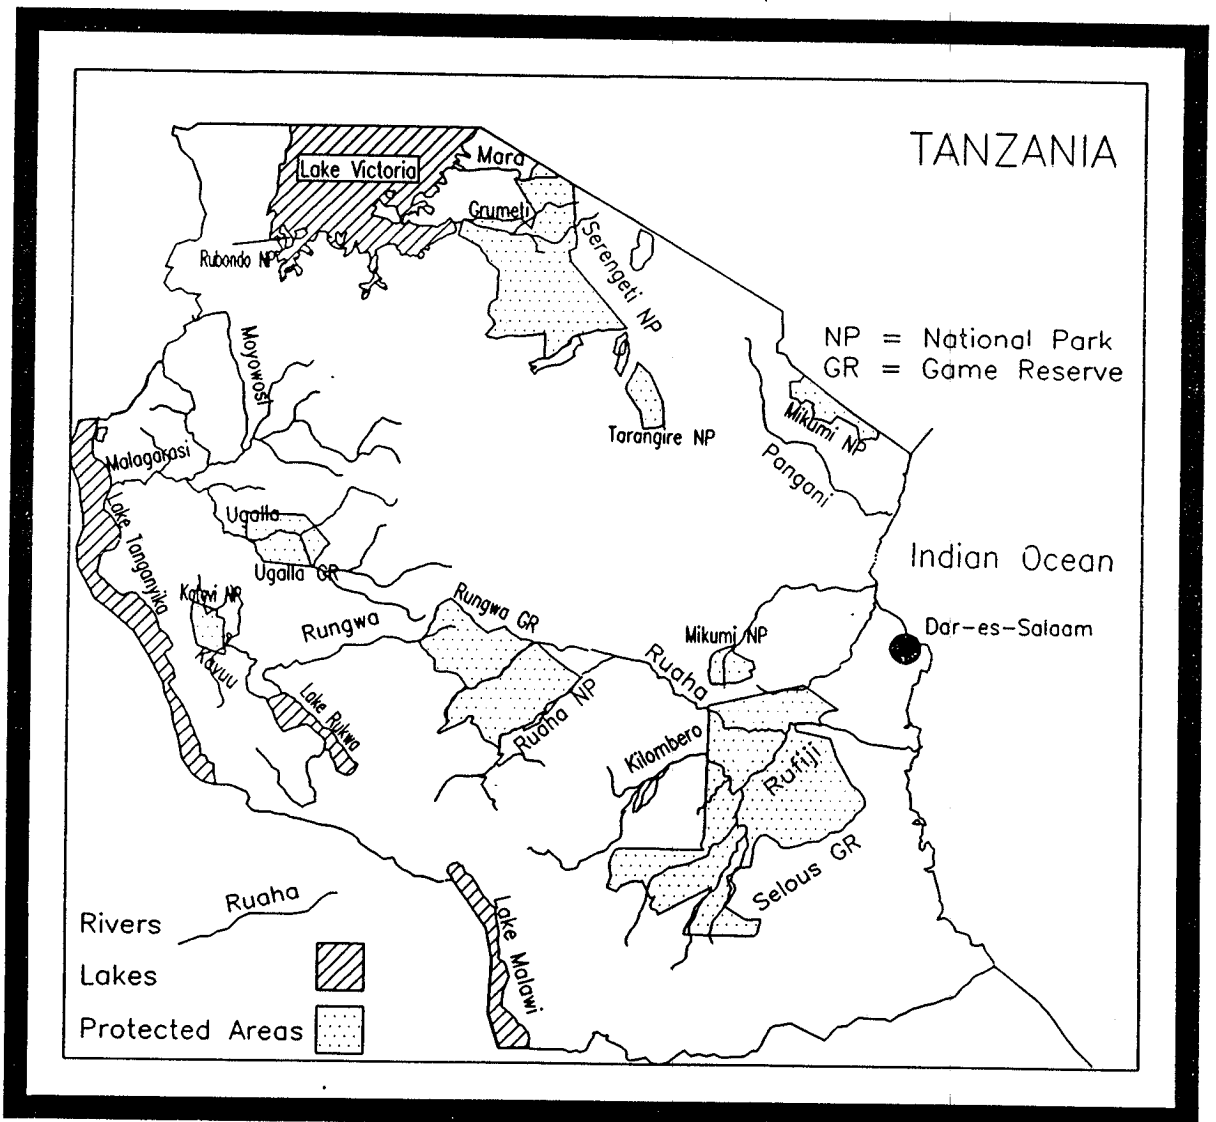 TANZANIA
Mara
Lake Victoria
Grumeti
Serengeti NP
Rubondo NP
NP = National Park
GR = Game Reserve
Moyowosi
Mikumi NP
Tarangire NP
Malagarasi
Pangani
Lake Tanganyika
Ugalla
Indian Ocean
Ugalla GR
Katavi NP
Rungwa GR
Rungwa
Dar-es-Salaam
Mikumi NP
Ruaha
Kavuu
Lake Rukwa
Ruaha NP
Kilombero
Rufiji
Selous GR
Ruaha
Rivers
Lake Malawi
Lakes
Protected Areas